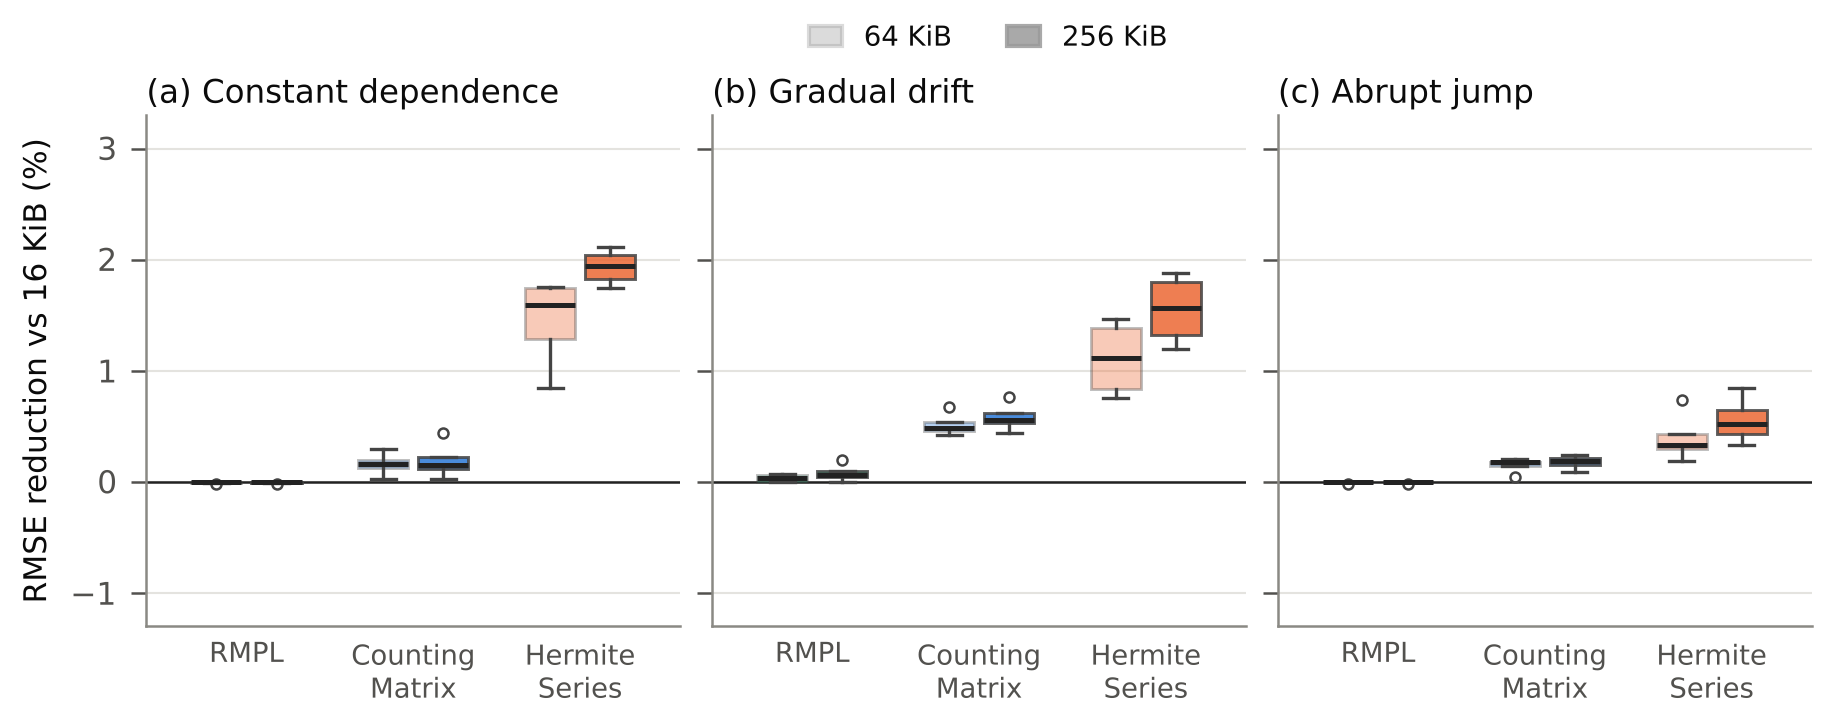 64 KiB
256 KiB
(a) Constant dependence
(b) Gradual drift
(c) Abrupt jump
RMSE reduction vs 16 KiB (%)
3
2
1
0
−1
RMPL
Counting
Matrix
Hermite
Series
RMPL
Counting
Matrix
Hermite
Series
RMPL
Counting
Matrix
Hermite
Series